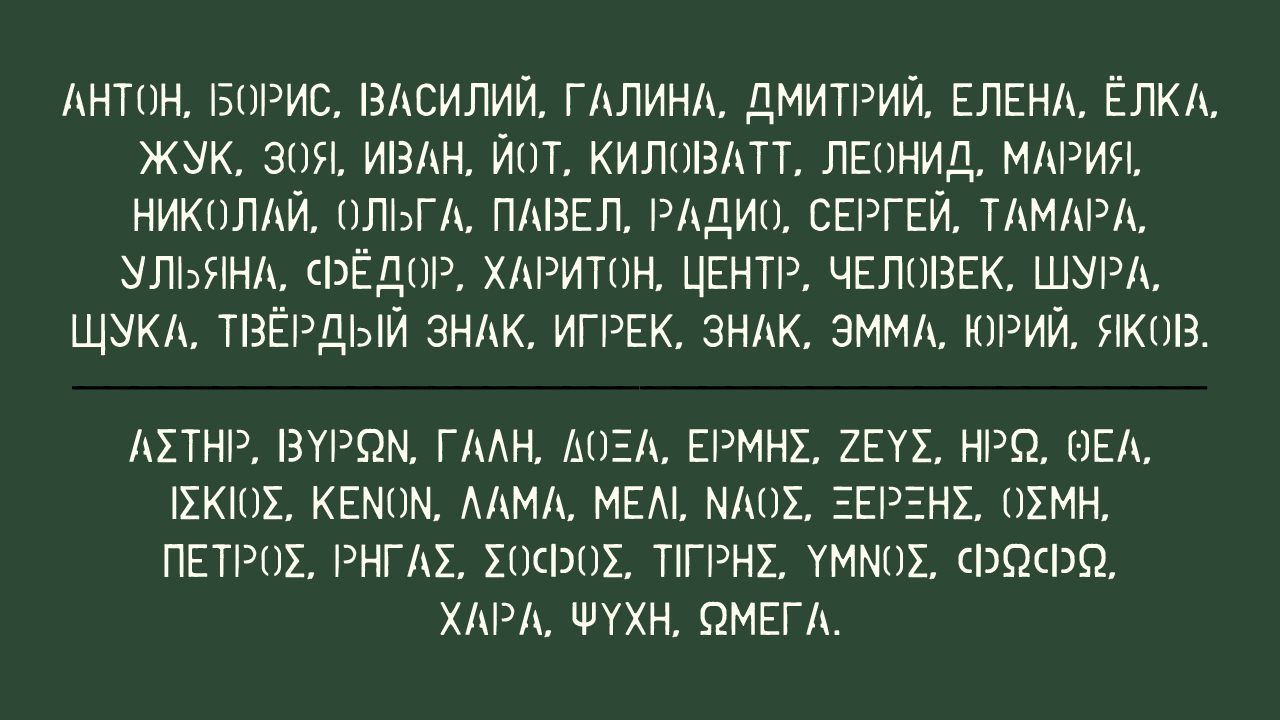 АНТОН, БОРИС, ВАСИЛИЙ, ГАЛИНА, ДМИТРИЙ, ЕЛЕНА, ЁЛКА,
ЖУК, ЗОЯ, ИВАН, ЙОТ, КИЛОВАТТ, ЛЕОНИД, МАРИЯ,
НИКОЛАЙ, ОЛЬГА, ПАВЕЛ, РАДИО, СЕРГЕЙ, ТАМАРА,
УЛЬЯНА, ФЁДОР, ХАРИТОН, ЦЕНТР, ЧЕЛОВЕК, ШУРА,
ЩУКА, ТВЁРДЫЙ ЗНАК, ИГРЕК, ЗНАК, ЭММА, ЮРИЙ, ЯКОВ.
ΑΣΤΗΡ, ΒΥΡΩΝ, ΓΑΛΗ, ΔΟΞΑ, ΕΡΜΗΣ, ΖΕΥΣ, ΗΡΩ, ΘΕΑ,
ΙΣΚΙΟΣ, ΚΕΝΟΝ, ΛΑΜΑ, ΜΕΛΙ, ΝΑΟΣ, ΞΕΡΞΗΣ, ΟΣΜΗ,
ΠΕΤΡΟΣ, ΡΗΓΑΣ, ΣΟΦΟΣ, ΤΙΓΡΗΣ, ΥΜΝΟΣ, ΦΩΦΩ,
ΧΑΡΑ, ΨΥΧΗ, ΩΜΕΓΑ.